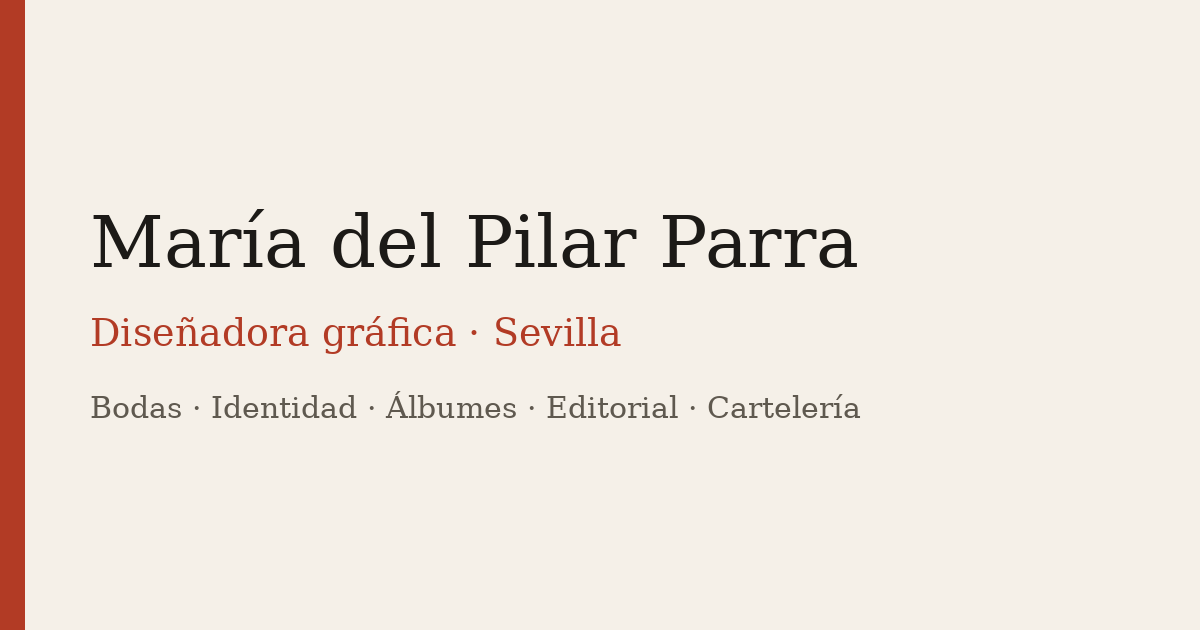 María del Pilar Parra
Diseñadora gráfica · Sevilla
Bodas · Identidad · Álbumes · Editorial · Cartelería